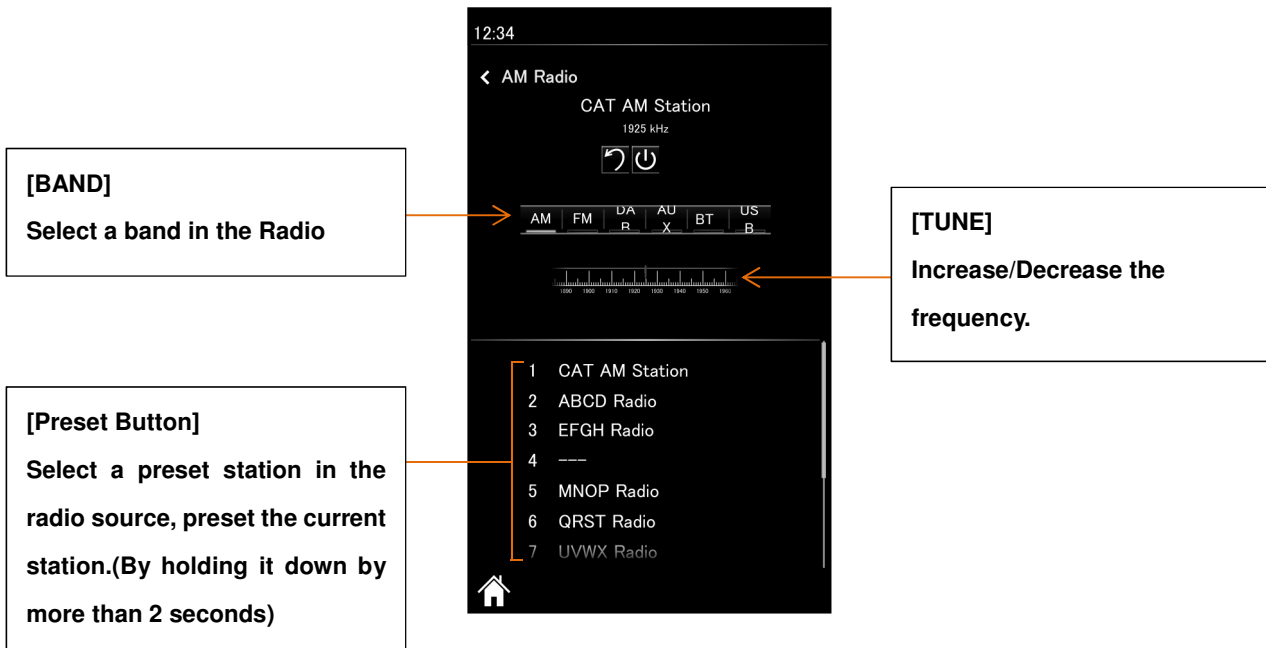 12:34
AM Radio
CAT AM Station
1925 kHz
[BAND]
Select a band in the Radio
AM FM DA B AU X BT US B
[TUNE]
Increase/Decrease the
frequency.
1890 1900 1910 1920 1930 1940 1950 1960
[Preset Button]
Select a preset station in the
radio source, preset the current
station.(By holding it down by
more than 2 seconds)
1 CAT AM Station
2 ABCD Radio
3 EFGH Radio
4 ---
5 MNOP Radio
6 QRST Radio
7 UVWX Radio